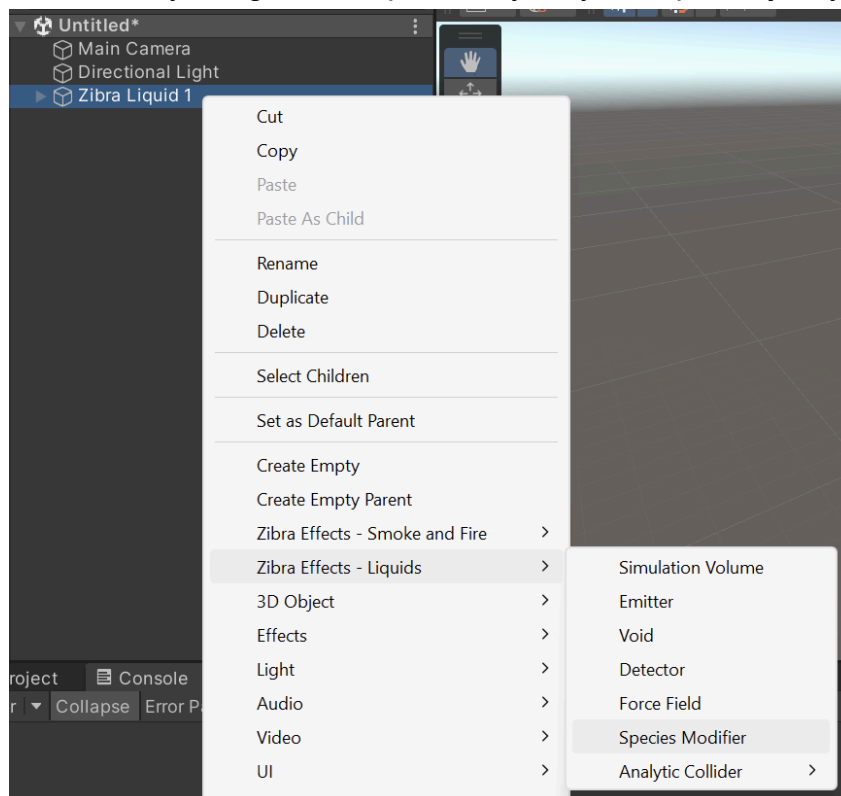 Untitled*
Main Camera
Directional Light
Zibra Liquid 1
Cut
Copy
Paste
Paste As Child
Rename
Duplicate
Delete
Select Children
Set as Default Parent
Create Empty
Create Empty Parent
Zibra Effects - Smoke and Fire
Zibra Effects - Liquids
3D Object
Effects
Light
Audio
Video
UI
Simulation Volume
Emitter
Void
Detector
Force Field
Species Modifier
Analytic Collider
roject Console
r Collapse Error P